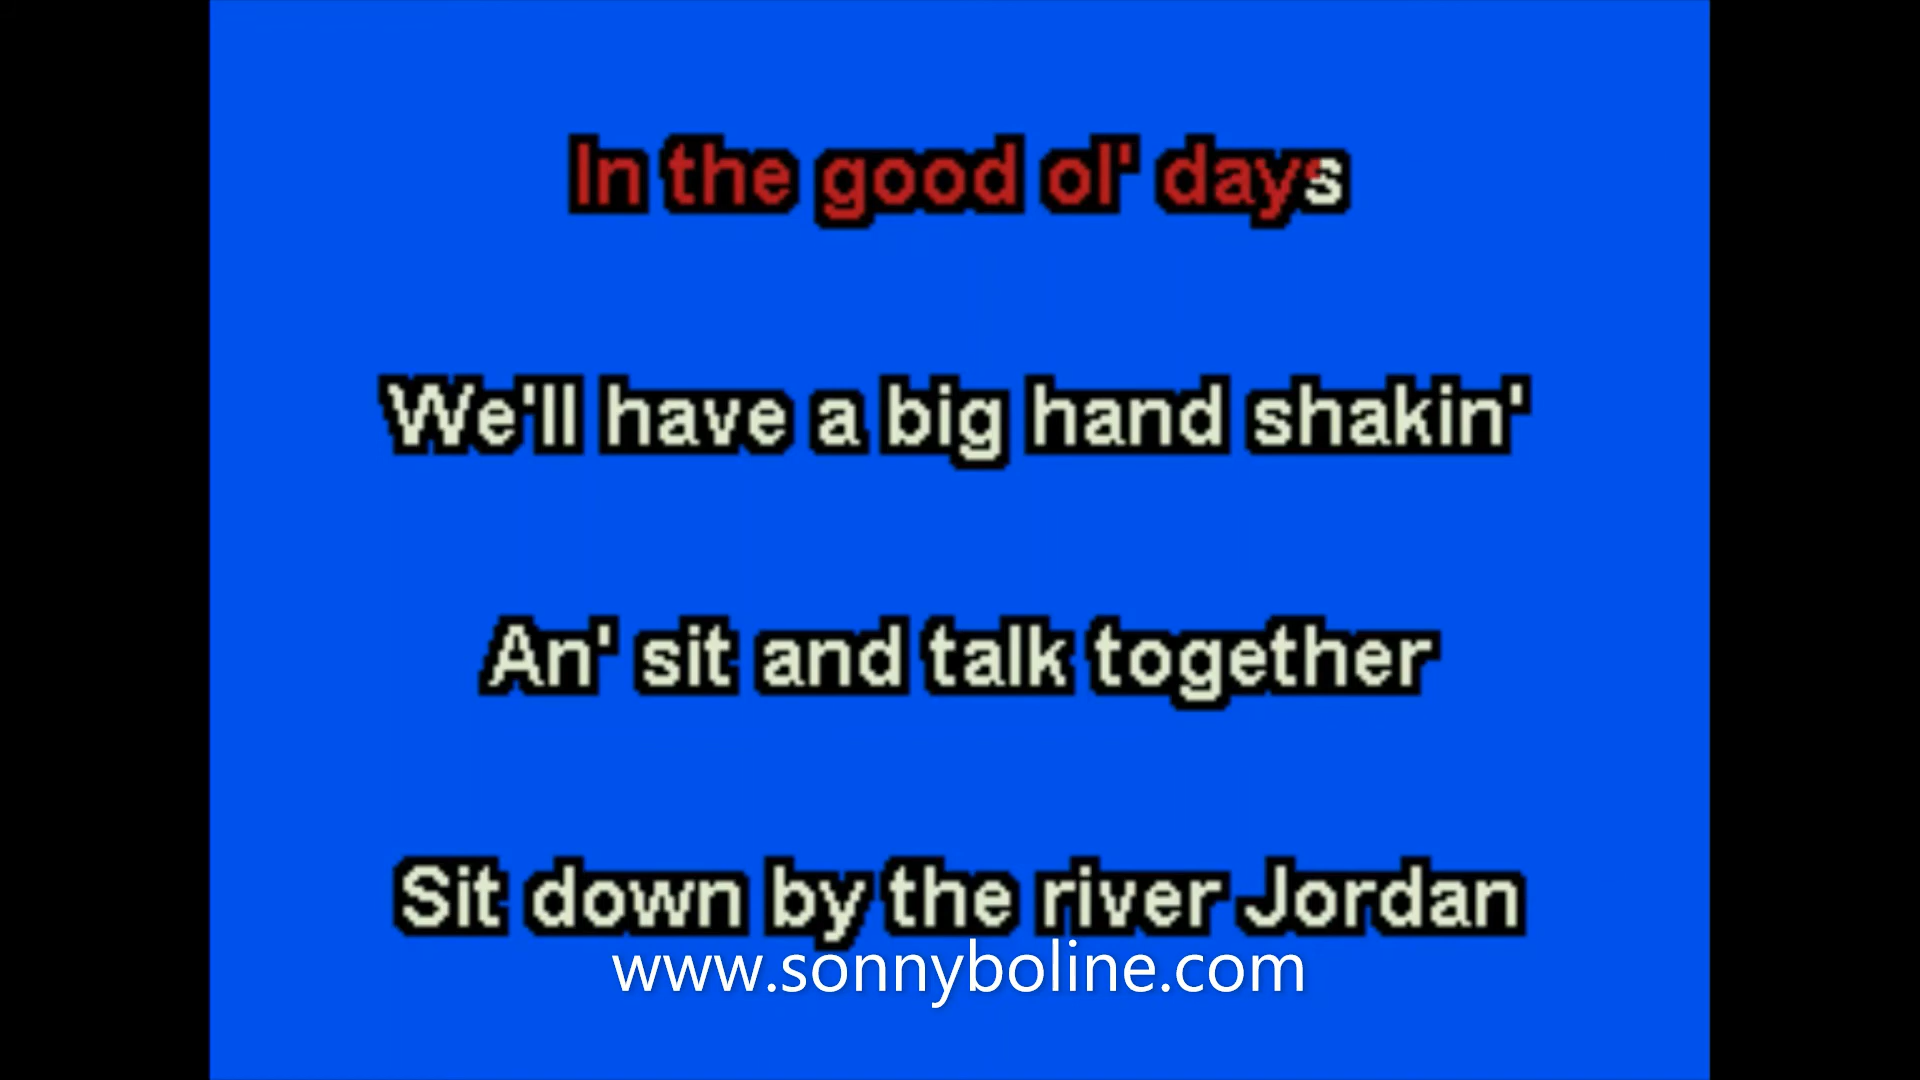 In the good ol' days
We'll have a big hand shakin'
An' sit and talk together
Sit down by the river Jordan
www.sonnyboline.com